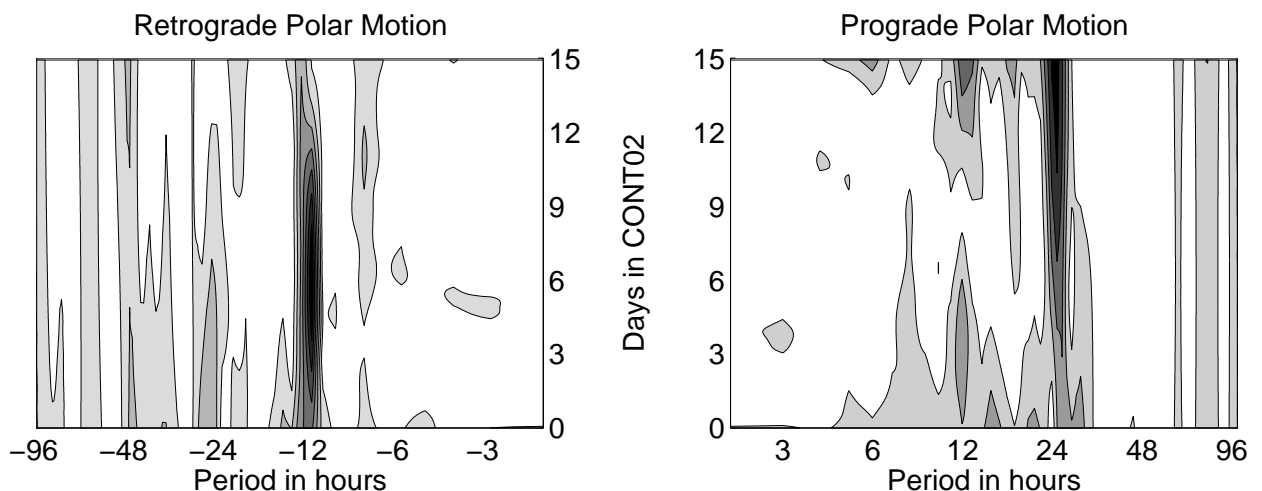 Retrograde Polar Motion
Prograde Polar Motion
15
12
9
6
3
0
Days in CONT02
15
12
9
6
3
0
−96 −48 −24 −12 −6 −3
3 6 12 24 48 96
Period in hours
Period in hours